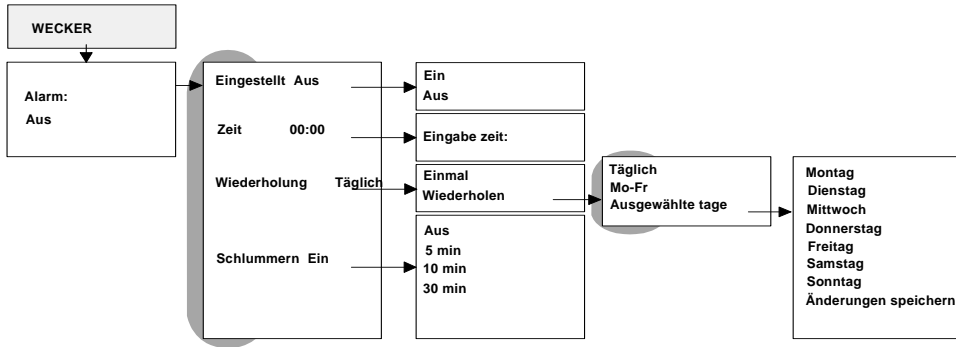 WECKER
Alarm:
Aus
Eingestellt Aus
Zeit 00:00
Wiederholung Täglich
Schlummern Ein
Ein
Aus
Eingabe zeit:
Einmal
Wiederholen
Aus
5 min
10 min
30 min
Täglich
Mo-Fr
Ausgewählte tage
Montag
Dienstag
Mittwoch
Donnerstag
Freitag
Samstag
Sonntag
Änderungen speichern